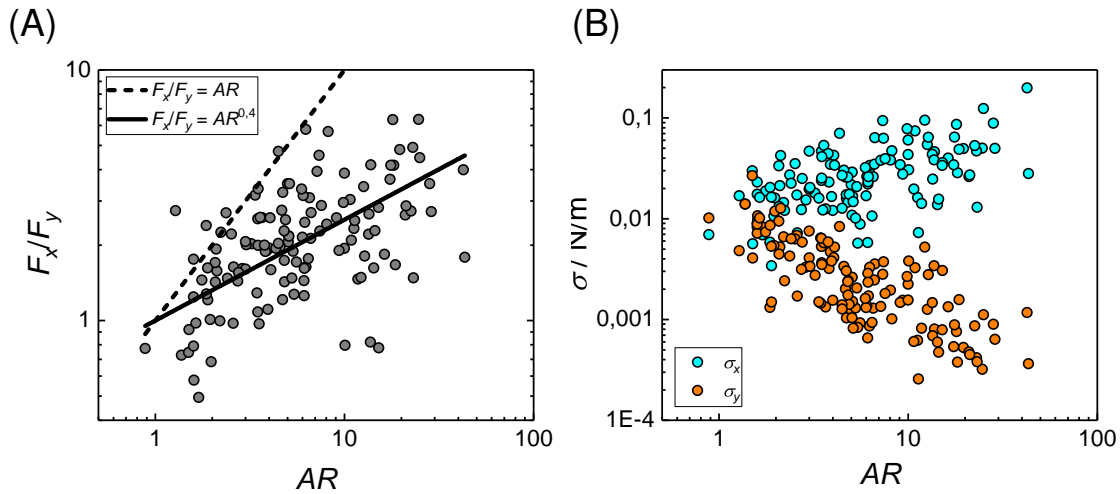 (A)
10
F_x/F_y = AR
F_x/F_y = AR^0,4
F_x/F_y
1
1
10
100
AR
(B)
0,1
0,01
0,001
1E-4
σ / N/m
σ_x
σ_y
1
10
100
AR